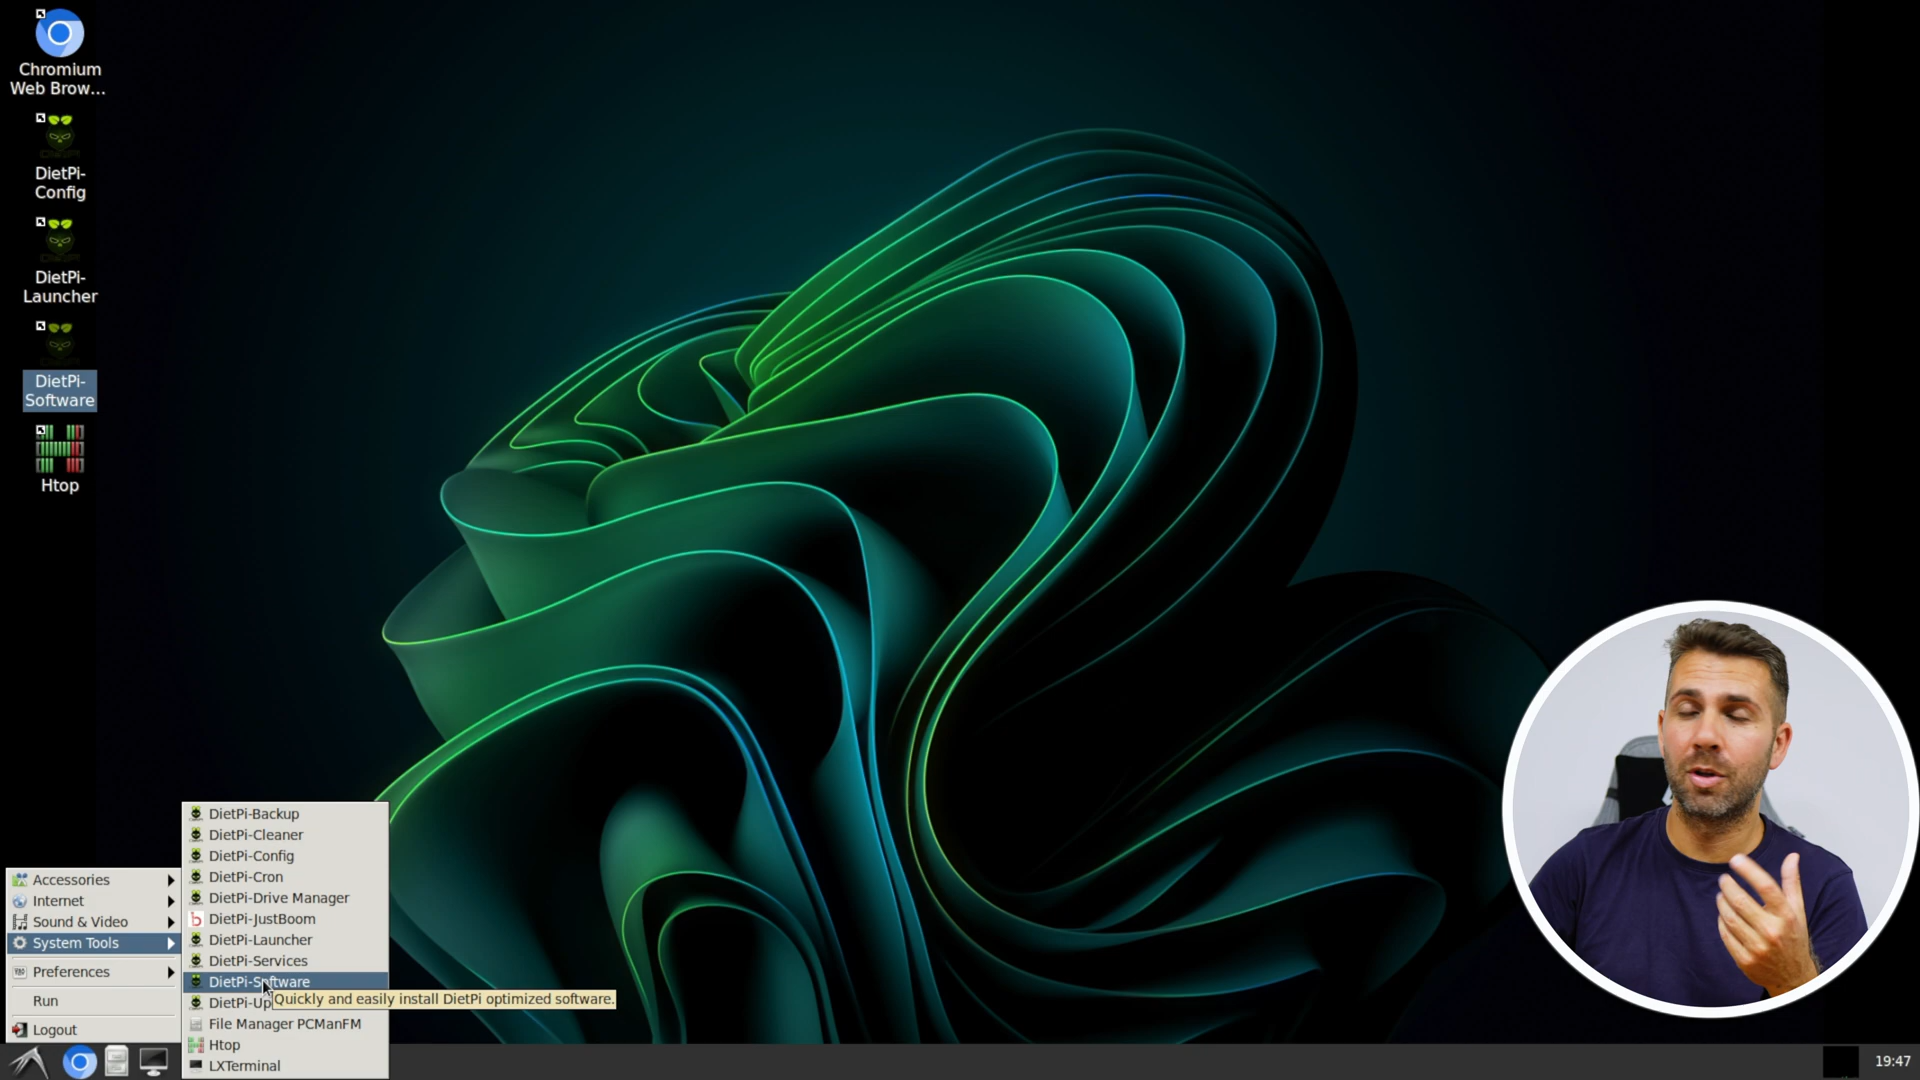 Chromium
Web Brow...
DietPi-
Config
DietPi-
Launcher
DietPi-
Software
Htop
DietPi-Backup
DietPi-Cleaner
DietPi-Config
DietPi-Cron
DietPi-Drive Manager
DietPi-JustBoom
DietPi-Launcher
DietPi-Services
DietPi-Software
DietPi-Up
Quickly and easily install DietPi optimized software.
File Manager PCManFM
Htop
LXTerminal
Accessories
Internet
Sound & Video
System Tools
Preferences
Run
Logout
19:47